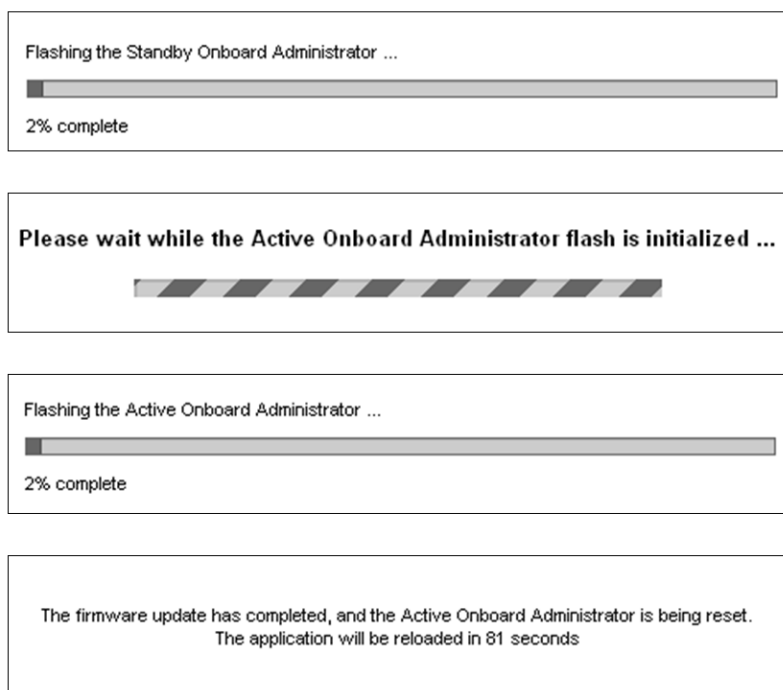 Flashing the Standby Onboard Administrator ...
2% complete
Please wait while the Active Onboard Administrator flash is initialized ...
Flashing the Active Onboard Administrator ...
2% complete
The firmware update has completed, and the Active Onboard Administrator is being reset.
The application will be reloaded in 81 seconds